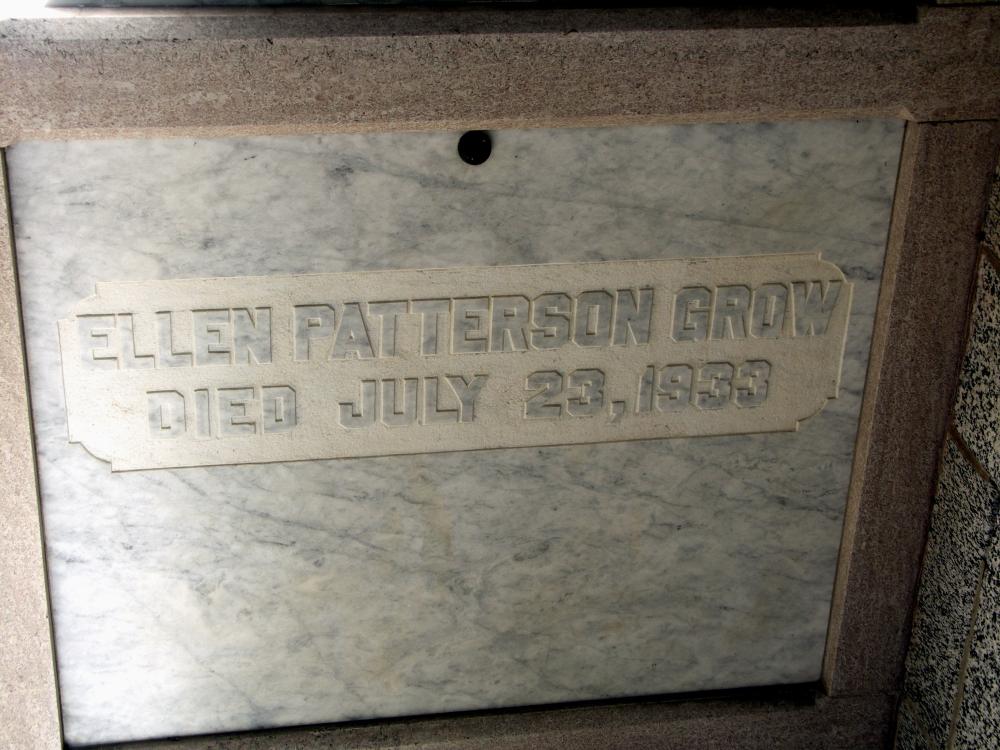 ELLEN PATTERSON GROW
DIED JULY 23, 1933